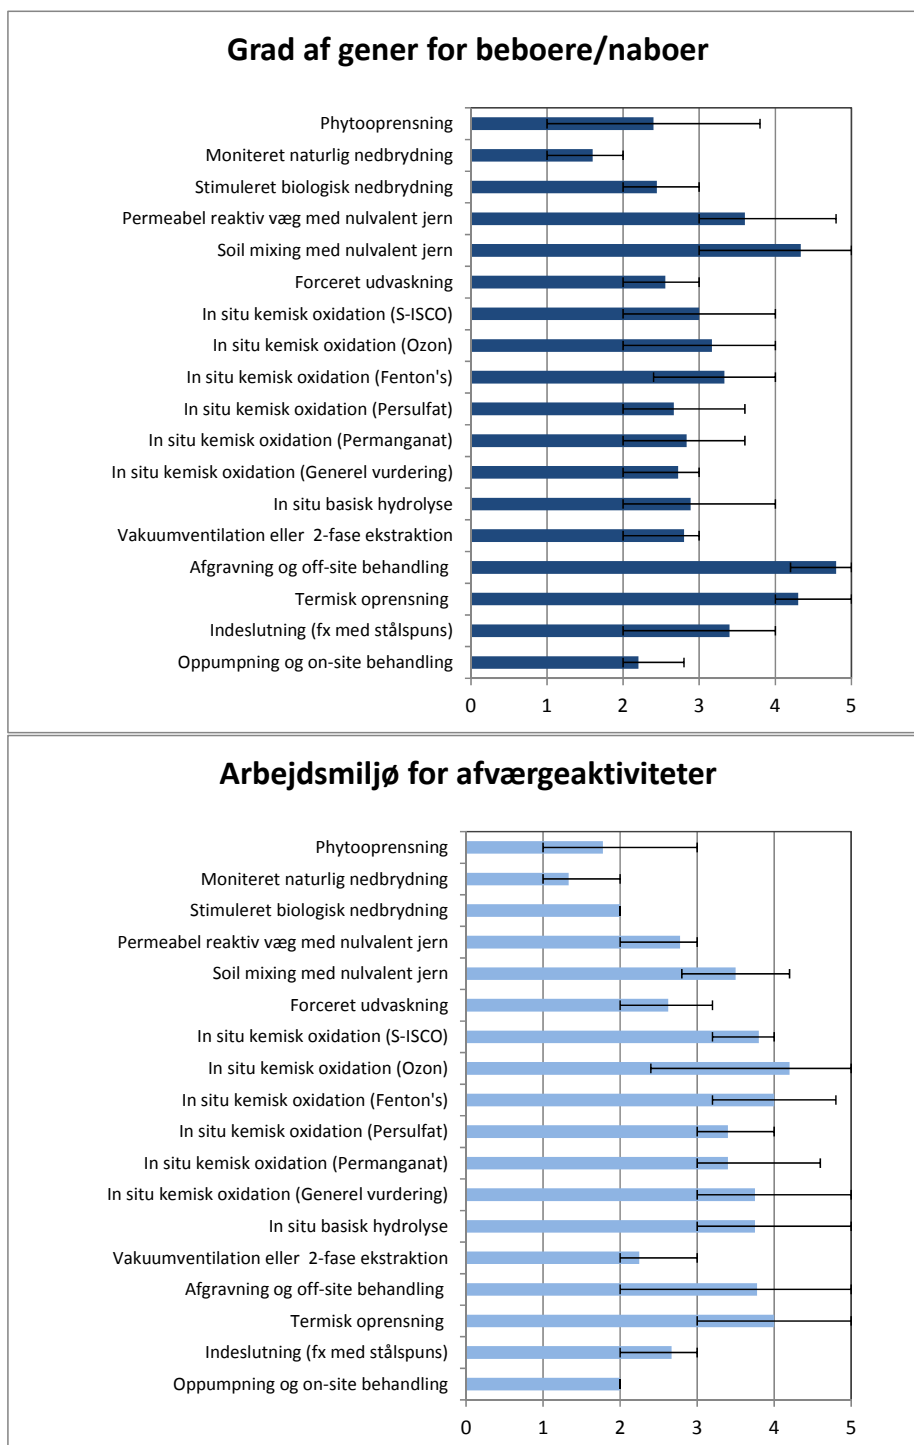 Grad af gener for beboere/naboer
Phytooprensning
Moniteret naturlig nedbrydning
Stimuleret biologisk nedbrydning
Permeabel reaktiv væg med nulvalent jern
Soil mixing med nulvalent jern
Forceret udvaskning
In situ kemisk oxidation (S-ISCO)
In situ kemisk oxidation (Ozon)
In situ kemisk oxidation (Fenton's)
In situ kemisk oxidation (Persulfat)
In situ kemisk oxidation (Permanganat)
In situ kemisk oxidation (Generel vurdering)
In situ basisk hydrolyse
Vakuumventilation eller 2-fase ekstraktion
Afgravning og off-site behandling
Termisk oprensning
Indeslutning (fx med stålspuns)
Oppumpning og on-site behandling
0 1 2 3 4 5
Arbejdsmiljø for afværgeaktiviteter
Phytooprensning
Moniteret naturlig nedbrydning
Stimuleret biologisk nedbrydning
Permeabel reaktiv væg med nulvalent jern
Soil mixing med nulvalent jern
Forceret udvaskning
In situ kemisk oxidation (S-ISCO)
In situ kemisk oxidation (Ozon)
In situ kemisk oxidation (Fenton's)
In situ kemisk oxidation (Persulfat)
In situ kemisk oxidation (Permanganat)
In situ kemisk oxidation (Generel vurdering)
In situ basisk hydrolyse
Vakuumventilation eller 2-fase ekstraktion
Afgravning og off-site behandling
Termisk oprensning
Indeslutning (fx med stålspuns)
Oppumpning og on-site behandling
0 1 2 3 4 5